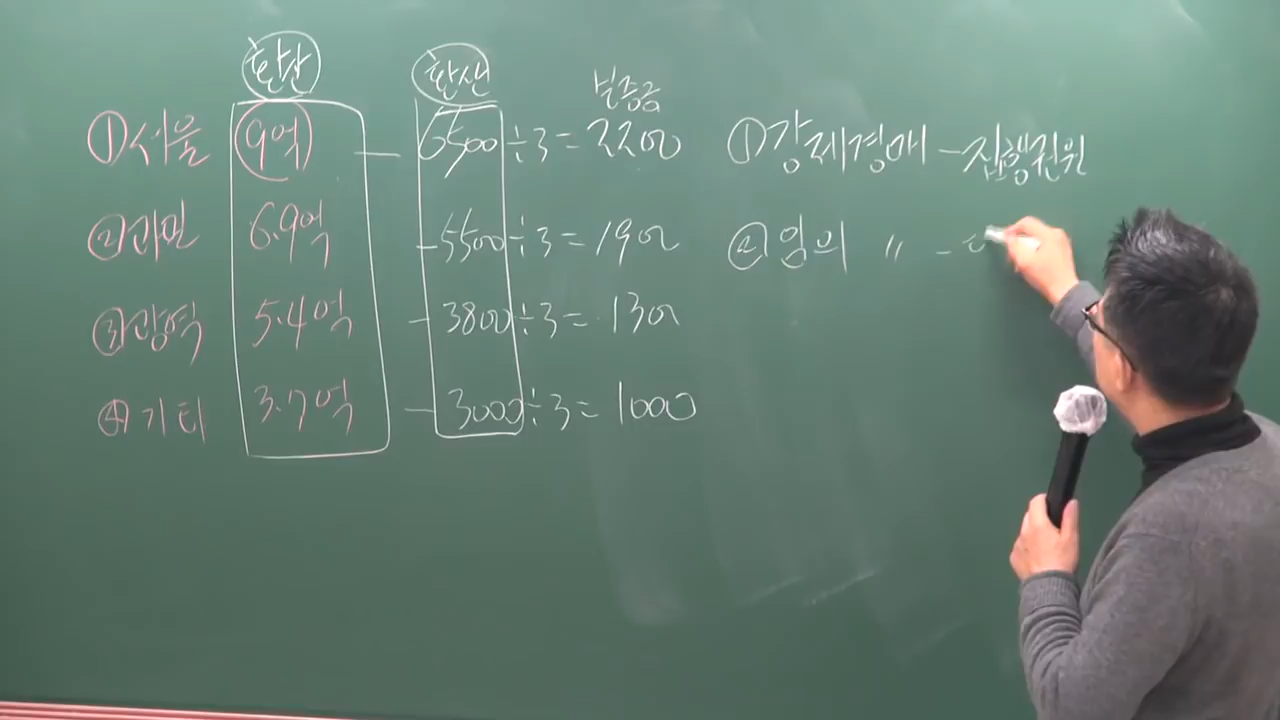 환산 환산 보증금
①서울 9억 — 6500÷3=2200
②과밀 6.9억 - 5500÷3=1900
③광역 5.4억 - 3800÷3=1300
④기타 3.7억 - 3000÷3=1000
①강제경매 - 집행권원
②임의 〃 -